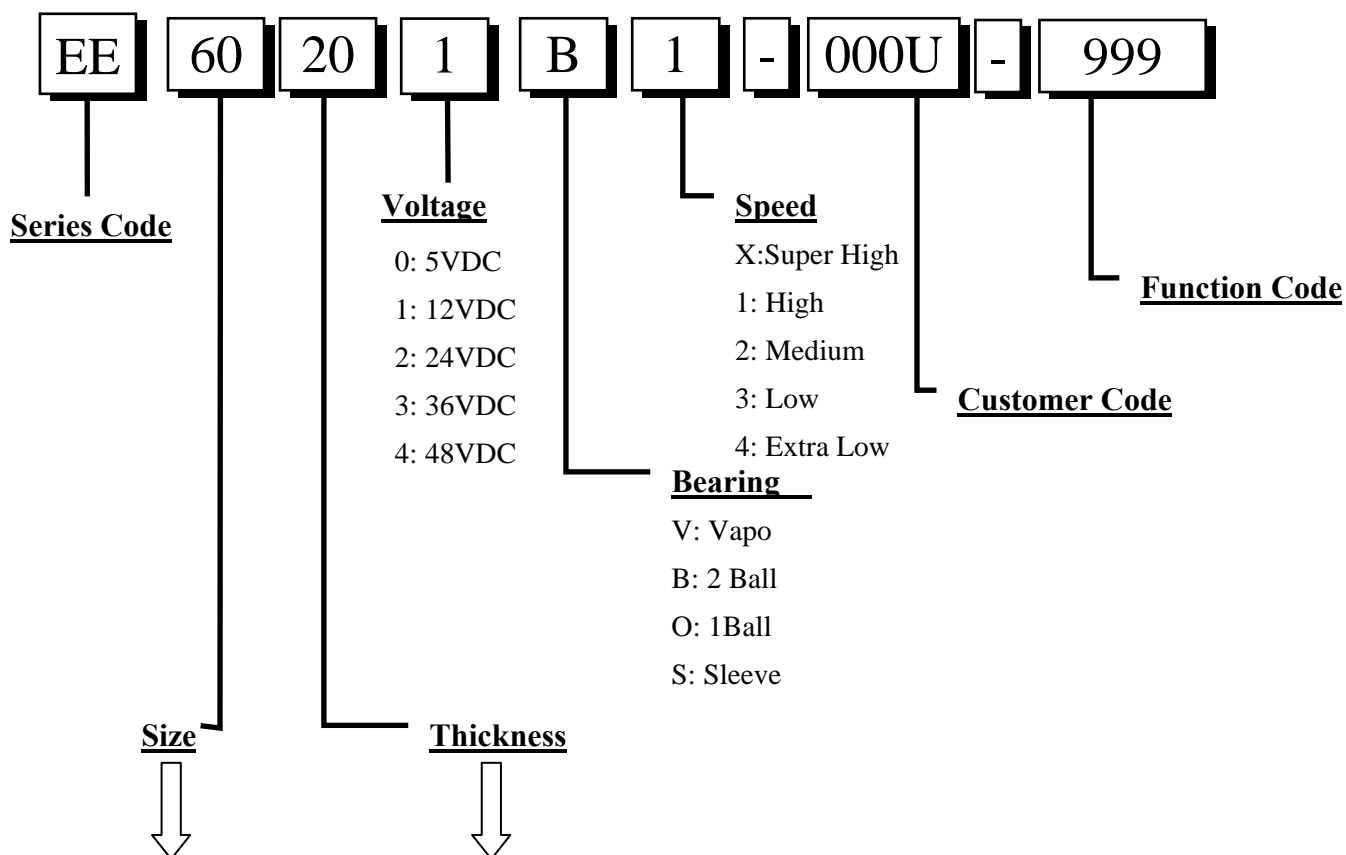 EE 60 20 1 B 1 - 000U - 999
Series Code
Voltage
0: 5VDC
1: 12VDC
2: 24VDC
3: 36VDC
4: 48VDC
Speed
X:Super High
1: High
2: Medium
3: Low
4: Extra Low
Function Code
Customer Code
Bearing
V: Vapo
B: 2 Ball
O: 1Ball
S: Sleeve
Size
Thickness